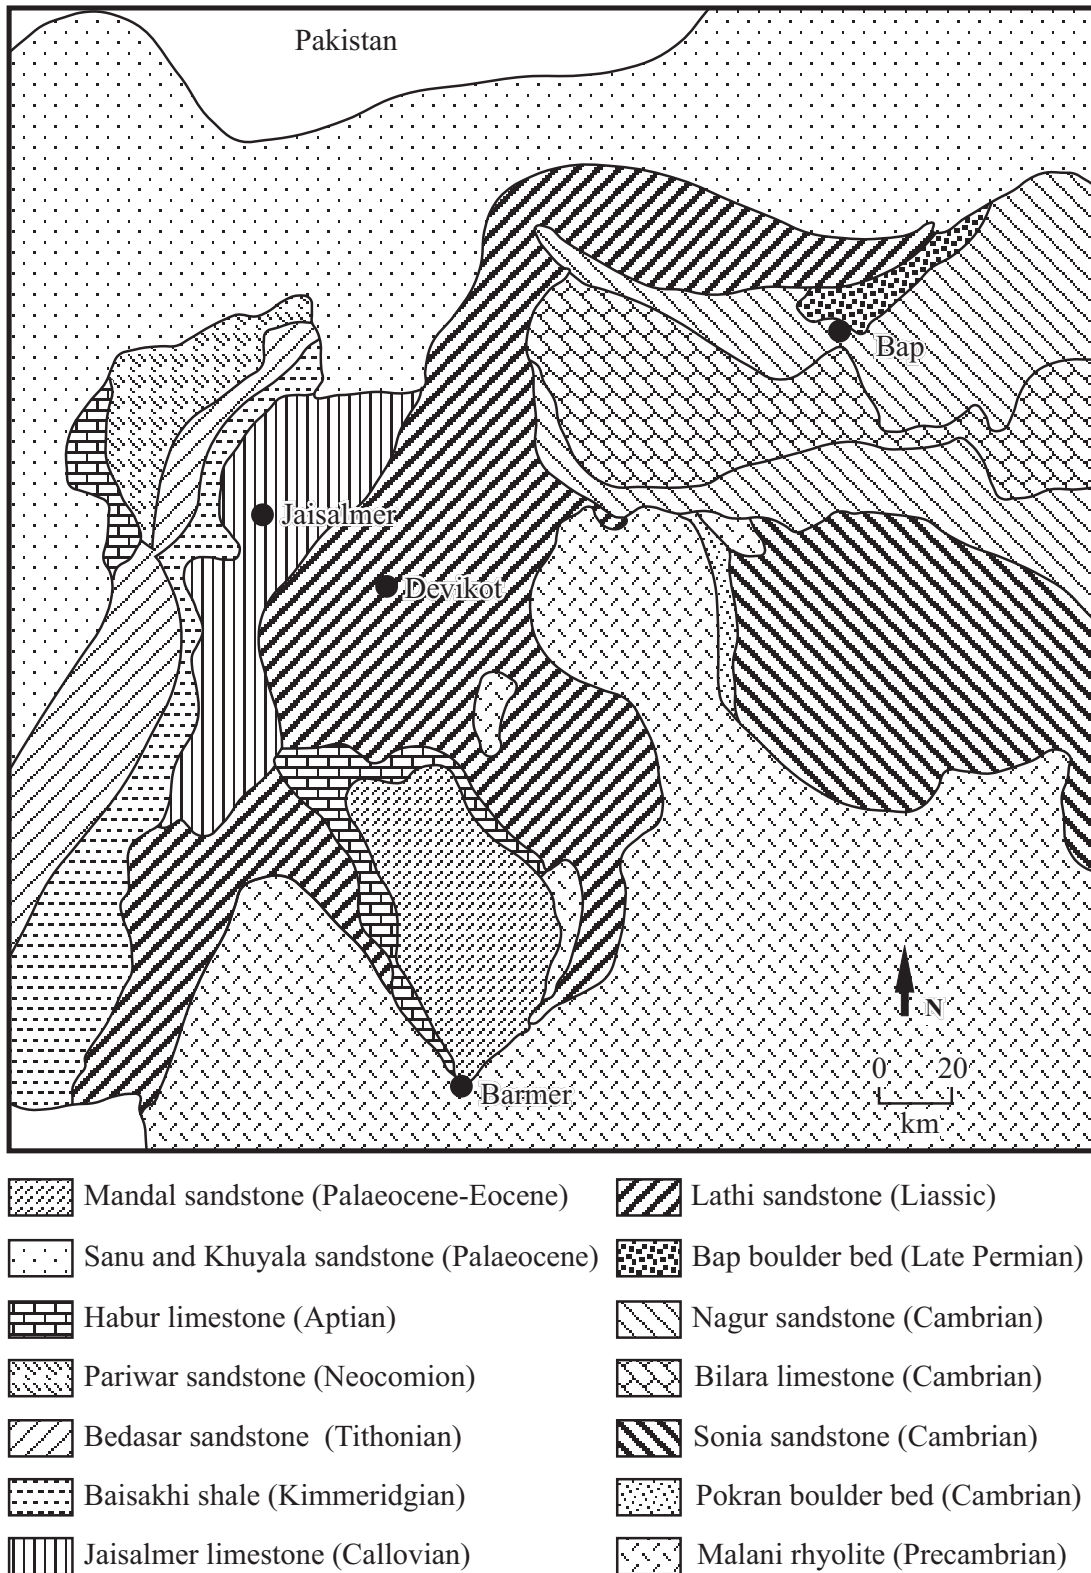 Pakistan
Bap
Jaisalmer
Devikot
N
0 20
km
Barmer
Mandal sandstone (Palaeocene-Eocene)
Sanu and Khuyala sandstone (Palaeocene)
Habur limestone (Aptian)
Pariwar sandstone (Neocomion)
Bedasar sandstone (Tithonian)
Baisakhi shale (Kimmeridgian)
Jaisalmer limestone (Callovian)
Lathi sandstone (Liassic)
Bap boulder bed (Late Permian)
Nagur sandstone (Cambrian)
Bilara limestone (Cambrian)
Sonia sandstone (Cambrian)
Pokran boulder bed (Cambrian)
Malani rhyolite (Precambrian)